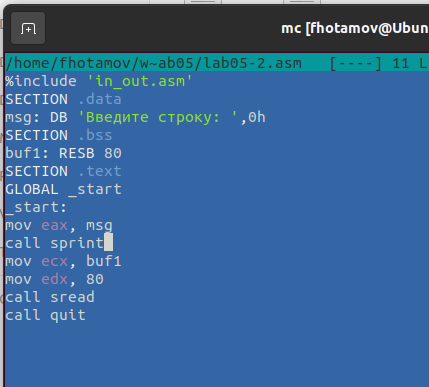 mc [fhotamov@Ubun
/home/fhotamov/w~ab05/lab05-2.asm [----] 11 L
%include 'in_out.asm'
SECTION .data
msg: DB 'Введите строку: ',0h
SECTION .bss
buf1: RESB 80
SECTION .text
GLOBAL _start
_start:
mov eax, msg
call sprint
mov ecx, buf1
mov edx, 80
call sread
call quit